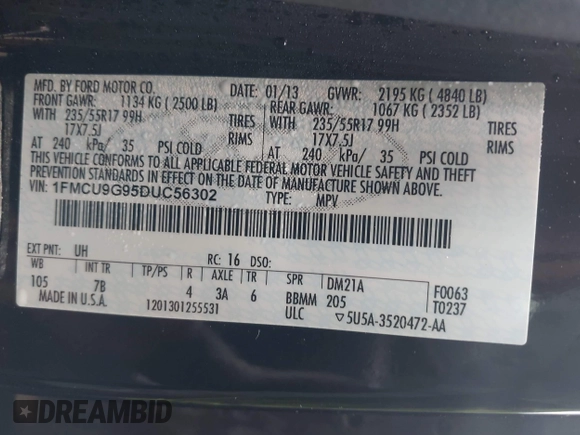 MFD. BY FORD MOTOR CO. DATE: 01/13 GVWR: 2195 KG ( 4840 LB)
FRONT GAWR: 1134 KG ( 2500 LB) REAR GAWR: 1067 KG ( 2352 LB)
WITH 235/55R17 99H TIRES WITH 235/55R17 99H TIRES
17X7.5J RIMS 17X7.5J RIMS
AT 240 kPa/ 35 PSI COLD AT 240 kPa/ 35 PSI COLD
THIS VEHICLE CONFORMS TO ALL APPLICABLE FEDERAL MOTOR VEHICLE SAFETY AND THEFT
PREVENTION STANDARDS IN EFFECT ON THE DATE OF MANUFACTURE SHOWN ABOVE.
VIN: 1FMCU9G95DUC56302 TYPE: MPV
EXT PNT: UH RC: 16 DSO:
WB INT TR TP/PS R AXLE TR SPR DM21A F0063
105 7B 4 3A 6 BBMM 205 T0237
MADE IN U.S.A. 1201301255531 ULC ▽5U5A-3520472-AA
DREAMBID